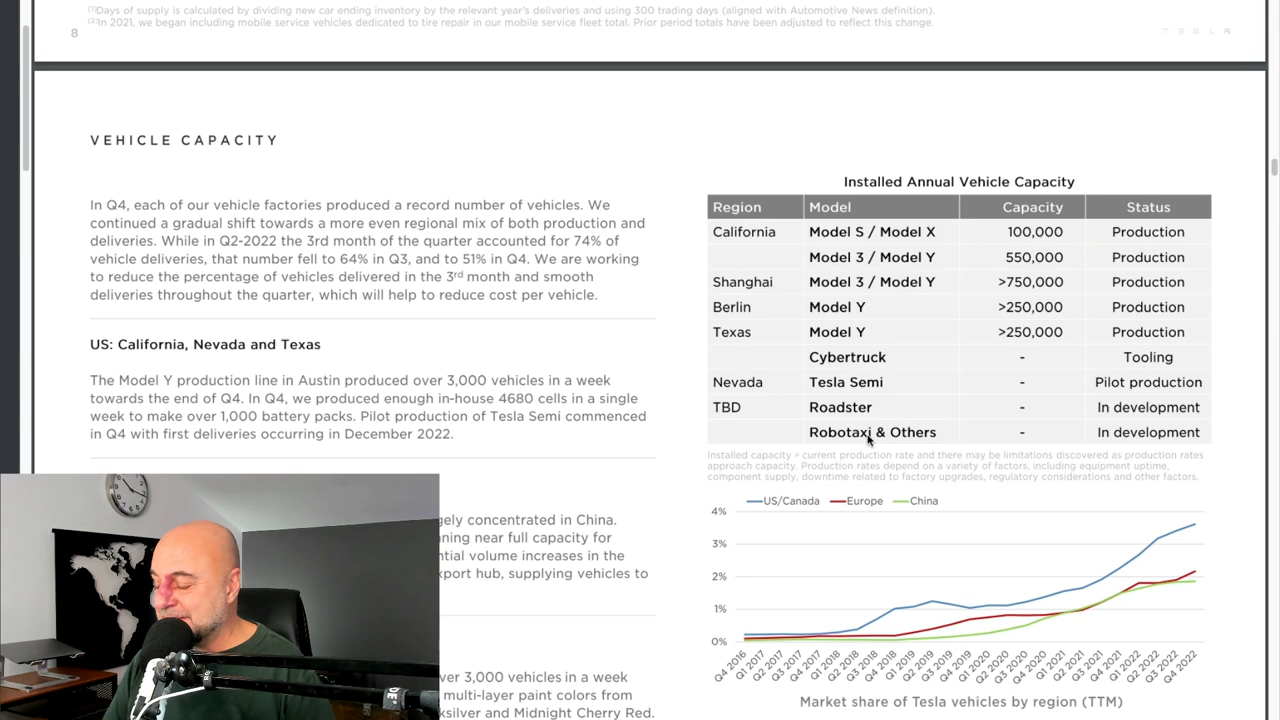 (1)Days of supply is calculated by dividing new car ending inventory by the relevant year's deliveries and using 300 trading days (aligned with Automotive News definition).
(2)In 2021, we began including mobile service vehicles dedicated to tire repair in our mobile service fleet total. Prior period totals have been adjusted to reflect this change.
8
TESLA
VEHICLE CAPACITY
In Q4, each of our vehicle factories produced a record number of vehicles. We
continued a gradual shift towards a more even regional mix of both production and
deliveries. While in Q2-2022 the 3rd month of the quarter accounted for 74% of
vehicle deliveries, that number fell to 64% in Q3, and to 51% in Q4. We are working
to reduce the percentage of vehicles delivered in the 3rd month and smooth
deliveries throughout the quarter, which will help to reduce cost per vehicle.
US: California, Nevada and Texas
The Model Y production line in Austin produced over 3,000 vehicles in a week
towards the end of Q4. In Q4, we produced enough in-house 4680 cells in a single
week to make over 1,000 battery packs. Pilot production of Tesla Semi commenced
in Q4 with first deliveries occurring in December 2022.
gely concentrated in China.
ning near full capacity for
ntial volume increases in the
xport hub, supplying vehicles to
ver 3,000 vehicles in a week
multi-layer paint colors from
ksilver and Midnight Cherry Red.
Installed Annual Vehicle Capacity
Region Model Capacity Status
California Model S / Model X 100,000 Production
Model 3 / Model Y 550,000 Production
Shanghai Model 3 / Model Y >750,000 Production
Berlin Model Y >250,000 Production
Texas Model Y >250,000 Production
Cybertruck - Tooling
Nevada Tesla Semi - Pilot production
TBD Roadster - In development
Robotaxi & Others - In development
Installed capacity ≠ current production rate and there may be limitations discovered as production rates
approach capacity. Production rates depend on a variety of factors, including equipment uptime,
component supply, downtime related to factory upgrades, regulatory considerations and other factors.
US/Canada Europe China
4%
3%
2%
1%
0%
Q4 2016 Q1 2017 Q2 2017 Q3 2017 Q4 2017 Q1 2018 Q2 2018 Q3 2018 Q4 2018 Q1 2019 Q2 2019 Q3 2019 Q4 2019 Q1 2020 Q2 2020 Q3 2020 Q4 2020 Q1 2021 Q2 2021 Q3 2021 Q4 2021 Q1 2022 Q2 2022 Q3 2022 Q4 2022
Market share of Tesla vehicles by region (TTM)